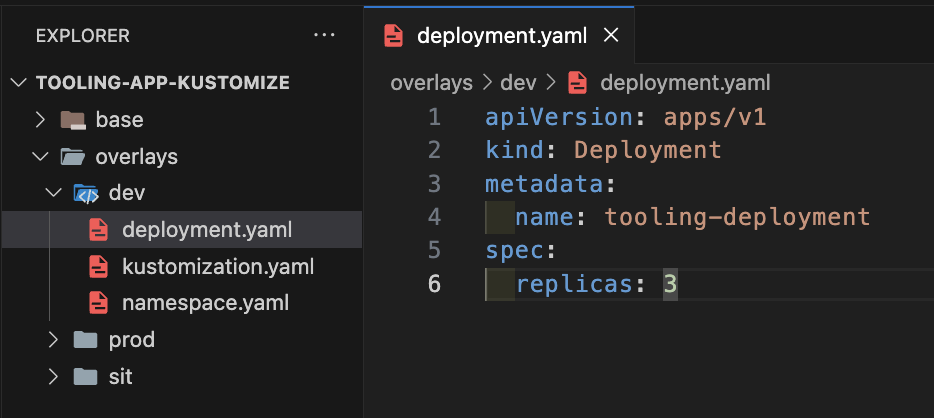 EXPLORER ...
TOOLING-APP-KUSTOMIZE
base
overlays
dev
deployment.yaml
kustomization.yaml
namespace.yaml
prod
sit
deployment.yaml
overlays > dev > deployment.yaml
1 apiVersion: apps/v1
2 kind: Deployment
3 metadata:
4   name: tooling-deployment
5 spec:
6   replicas: 3